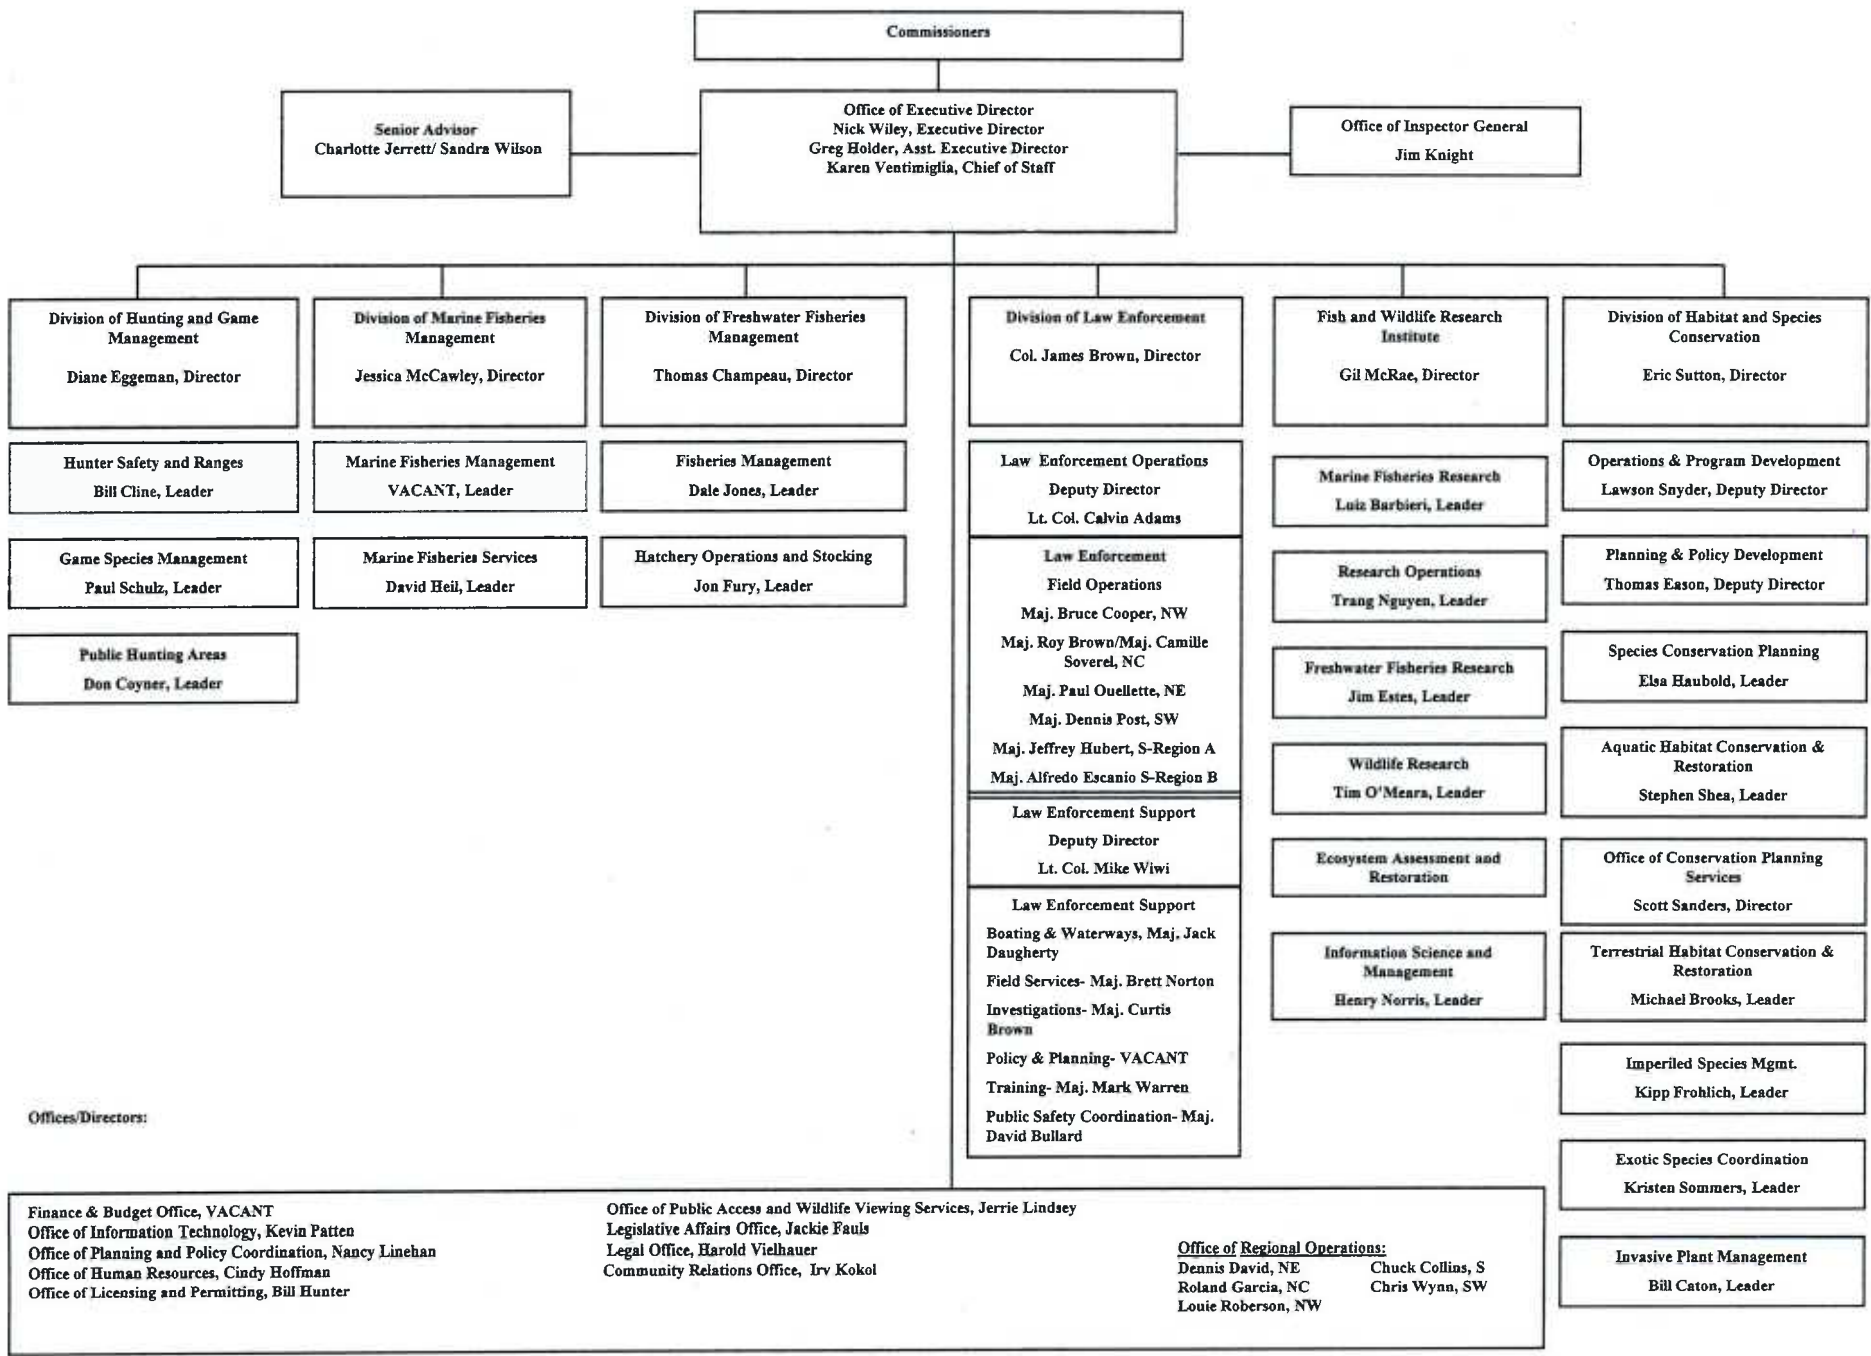 Commissioners
Senior Advisor
Charlotte Jerrett/ Sandra Wilson
Office of Executive Director
Nick Wiley, Executive Director
Greg Holder, Asst. Executive Director
Karen Ventimiglia, Chief of Staff
Office of Inspector General
Jim Knight
Division of Hunting and Game
Management
Diane Eggeman, Director
Hunter Safety and Ranges
Bill Cline, Leader
Game Species Management
Paul Schulz, Leader
Public Hunting Areas
Don Coyner, Leader
Division of Marine Fisheries
Management
Jessica McCawley, Director
Marine Fisheries Management
VACANT, Leader
Marine Fisheries Services
David Heil, Leader
Division of Freshwater Fisheries
Management
Thomas Champeau, Director
Fisheries Management
Dale Jones, Leader
Hatchery Operations and Stocking
Jon Fury, Leader
Division of Law Enforcement
Col. James Brown, Director
Law Enforcement Operations
Deputy Director
Lt. Col. Calvin Adams
Law Enforcement
Field Operations
Maj. Bruce Cooper, NW
Maj. Roy Brown/Maj. Camille
Soverel, NC
Maj. Paul Ouellette, NE
Maj. Dennis Post, SW
Maj. Jeffrey Hubert, S-Region A
Maj. Alfredo Escanio S-Region B
Law Enforcement Support
Deputy Director
Lt. Col. Mike Wiwi
Law Enforcement Support
Boating & Waterways, Maj. Jack
Daugherty
Field Services- Maj. Brett Norton
Investigations- Maj. Curtis
Brown
Policy & Planning- VACANT
Training- Maj. Mark Warren
Public Safety Coordination- Maj.
David Bullard
Fish and Wildlife Research
Institute
Gil McRae, Director
Marine Fisheries Research
Luiz Barbieri, Leader
Research Operations
Trang Nguyen, Leader
Freshwater Fisheries Research
Jim Estes, Leader
Wildlife Research
Tim O'Meara, Leader
Ecosystem Assessment and
Restoration
Information Science and
Management
Henry Norris, Leader
Division of Habitat and Species
Conservation
Eric Sutton, Director
Operations & Program Development
Lawson Snyder, Deputy Director
Planning & Policy Development
Thomas Eason, Deputy Director
Species Conservation Planning
Elsa Haubold, Leader
Aquatic Habitat Conservation &
Restoration
Stephen Shea, Leader
Office of Conservation Planning
Services
Scott Sanders, Director
Terrestrial Habitat Conservation &
Restoration
Michael Brooks, Leader
Imperiled Species Mgmt.
Kipp Frohlich, Leader
Exotic Species Coordination
Kristen Sommers, Leader
Invasive Plant Management
Bill Caton, Leader
Offices/Directors:
Finance & Budget Office, VACANT
Office of Information Technology, Kevin Patten
Office of Planning and Policy Coordination, Nancy Linehan
Office of Human Resources, Cindy Hoffman
Office of Licensing and Permitting, Bill Hunter
Office of Public Access and Wildlife Viewing Services, Jerrie Lindsey
Legislative Affairs Office, Jackie Fauls
Legal Office, Harold Vielhauer
Community Relations Office, Irv Kokol
Office of Regional Operations:
Dennis David, NE Chuck Collins, S
Roland Garcia, NC Chris Wynn, SW
Louie Roberson, NW